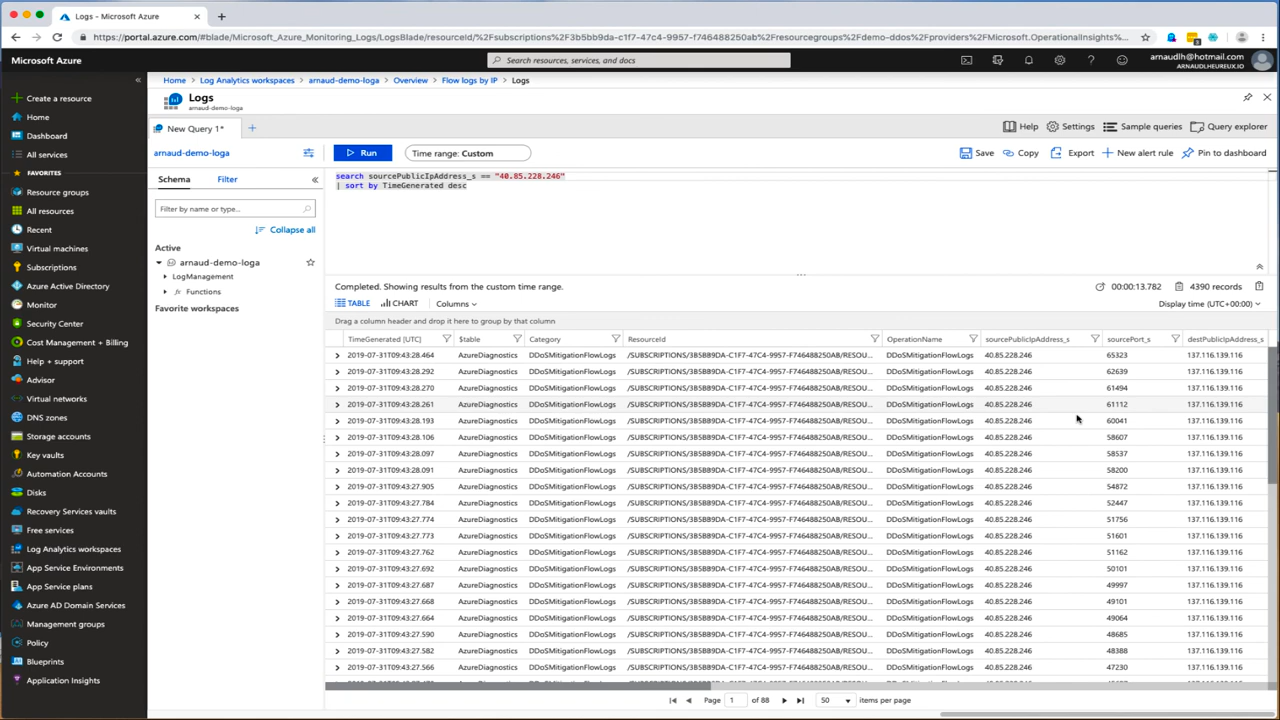 Logs - Microsoft Azure
https://portal.azure.com/#blade/Microsoft_Azure_Monitoring_Logs/LogsBlade/resourceId/%2Fsubscriptions%2F3b5bb9da-c1f7-47c4-9957-f746488250ab%2Fresourcegroups%2Fdemo-ddos%2Fproviders%2FMicrosoft.OperationalInsights%...
Microsoft Azure
Search resources, services, and docs
arnaudlh@hotmail.com
ARNAUDLHEUREUX.IO
Create a resource
Home
Dashboard
All services
FAVORITES
Resource groups
All resources
Recent
Virtual machines
Subscriptions
Azure Active Directory
Monitor
Security Center
Cost Management + Billing
Help + support
Advisor
Virtual networks
DNS zones
Storage accounts
Key vaults
Automation Accounts
Disks
Recovery Services vaults
Free services
Log Analytics workspaces
App Service Environments
App Service plans
Azure AD Domain Services
Management groups
Policy
Blueprints
Application Insights
Home > Log Analytics workspaces > arnaud-demo-loga > Overview > Flow logs by IP > Logs
Logs
arnaud-demo-loga
New Query 1*
Help Settings Sample queries Query explorer
arnaud-demo-loga
Run Time range: Custom
Save Copy Export New alert rule Pin to dashboard
Schema Filter
Filter by name or type...
Collapse all
Active
arnaud-demo-loga
LogManagement
Functions
Favorite workspaces
search sourcePublicIpAddress_s == "40.85.228.246"
| sort by TimeGenerated desc
Completed. Showing results from the custom time range.
00:00:13.782 4390 records
TABLE CHART Columns
Display time (UTC+00:00)
Drag a column header and drop it here to group by that column
TimeGenerated [UTC] $table Category ResourceId OperationName sourcePublicIpAddress_s sourcePort_s destPublicIpAddress_s
2019-07-31T09:43:28.464 AzureDiagnostics DDoSMitigationFlowLogs /SUBSCRIPTIONS/3B5BB9DA-C1F7-47C4-9957-F746488250AB/RESOU... DDoSMitigationFlowLogs 40.85.228.246 65323 137.116.139.116
2019-07-31T09:43:28.292 AzureDiagnostics DDoSMitigationFlowLogs /SUBSCRIPTIONS/3B5BB9DA-C1F7-47C4-9957-F746488250AB/RESOU... DDoSMitigationFlowLogs 40.85.228.246 62639 137.116.139.116
2019-07-31T09:43:28.270 AzureDiagnostics DDoSMitigationFlowLogs /SUBSCRIPTIONS/3B5BB9DA-C1F7-47C4-9957-F746488250AB/RESOU... DDoSMitigationFlowLogs 40.85.228.246 61494 137.116.139.116
2019-07-31T09:43:28.261 AzureDiagnostics DDoSMitigationFlowLogs /SUBSCRIPTIONS/3B5BB9DA-C1F7-47C4-9957-F746488250AB/RESOU... DDoSMitigationFlowLogs 40.85.228.246 61112 137.116.139.116
2019-07-31T09:43:28.193 AzureDiagnostics DDoSMitigationFlowLogs /SUBSCRIPTIONS/3B5BB9DA-C1F7-47C4-9957-F746488250AB/RESOU... DDoSMitigationFlowLogs 40.85.228.246 60041 137.116.139.116
2019-07-31T09:43:28.106 AzureDiagnostics DDoSMitigationFlowLogs /SUBSCRIPTIONS/3B5BB9DA-C1F7-47C4-9957-F746488250AB/RESOU... DDoSMitigationFlowLogs 40.85.228.246 58607 137.116.139.116
2019-07-31T09:43:28.097 AzureDiagnostics DDoSMitigationFlowLogs /SUBSCRIPTIONS/3B5BB9DA-C1F7-47C4-9957-F746488250AB/RESOU... DDoSMitigationFlowLogs 40.85.228.246 58537 137.116.139.116
2019-07-31T09:43:28.091 AzureDiagnostics DDoSMitigationFlowLogs /SUBSCRIPTIONS/3B5BB9DA-C1F7-47C4-9957-F746488250AB/RESOU... DDoSMitigationFlowLogs 40.85.228.246 58200 137.116.139.116
2019-07-31T09:43:27.905 AzureDiagnostics DDoSMitigationFlowLogs /SUBSCRIPTIONS/3B5BB9DA-C1F7-47C4-9957-F746488250AB/RESOU... DDoSMitigationFlowLogs 40.85.228.246 54872 137.116.139.116
2019-07-31T09:43:27.784 AzureDiagnostics DDoSMitigationFlowLogs /SUBSCRIPTIONS/3B5BB9DA-C1F7-47C4-9957-F746488250AB/RESOU... DDoSMitigationFlowLogs 40.85.228.246 52447 137.116.139.116
2019-07-31T09:43:27.774 AzureDiagnostics DDoSMitigationFlowLogs /SUBSCRIPTIONS/3B5BB9DA-C1F7-47C4-9957-F746488250AB/RESOU... DDoSMitigationFlowLogs 40.85.228.246 51756 137.116.139.116
2019-07-31T09:43:27.773 AzureDiagnostics DDoSMitigationFlowLogs /SUBSCRIPTIONS/3B5BB9DA-C1F7-47C4-9957-F746488250AB/RESOU... DDoSMitigationFlowLogs 40.85.228.246 51601 137.116.139.116
2019-07-31T09:43:27.762 AzureDiagnostics DDoSMitigationFlowLogs /SUBSCRIPTIONS/3B5BB9DA-C1F7-47C4-9957-F746488250AB/RESOU... DDoSMitigationFlowLogs 40.85.228.246 51162 137.116.139.116
2019-07-31T09:43:27.692 AzureDiagnostics DDoSMitigationFlowLogs /SUBSCRIPTIONS/3B5BB9DA-C1F7-47C4-9957-F746488250AB/RESOU... DDoSMitigationFlowLogs 40.85.228.246 50101 137.116.139.116
2019-07-31T09:43:27.687 AzureDiagnostics DDoSMitigationFlowLogs /SUBSCRIPTIONS/3B5BB9DA-C1F7-47C4-9957-F746488250AB/RESOU... DDoSMitigationFlowLogs 40.85.228.246 49997 137.116.139.116
2019-07-31T09:43:27.668 AzureDiagnostics DDoSMitigationFlowLogs /SUBSCRIPTIONS/3B5BB9DA-C1F7-47C4-9957-F746488250AB/RESOU... DDoSMitigationFlowLogs 40.85.228.246 49101 137.116.139.116
2019-07-31T09:43:27.664 AzureDiagnostics DDoSMitigationFlowLogs /SUBSCRIPTIONS/3B5BB9DA-C1F7-47C4-9957-F746488250AB/RESOU... DDoSMitigationFlowLogs 40.85.228.246 49064 137.116.139.116
2019-07-31T09:43:27.590 AzureDiagnostics DDoSMitigationFlowLogs /SUBSCRIPTIONS/3B5BB9DA-C1F7-47C4-9957-F746488250AB/RESOU... DDoSMitigationFlowLogs 40.85.228.246 48685 137.116.139.116
2019-07-31T09:43:27.582 AzureDiagnostics DDoSMitigationFlowLogs /SUBSCRIPTIONS/3B5BB9DA-C1F7-47C4-9957-F746488250AB/RESOU... DDoSMitigationFlowLogs 40.85.228.246 48388 137.116.139.116
2019-07-31T09:43:27.566 AzureDiagnostics DDoSMitigationFlowLogs /SUBSCRIPTIONS/3B5BB9DA-C1F7-47C4-9957-F746488250AB/RESOU... DDoSMitigationFlowLogs 40.85.228.246 47230 137.116.139.116
Page 1 of 88 50 items per page